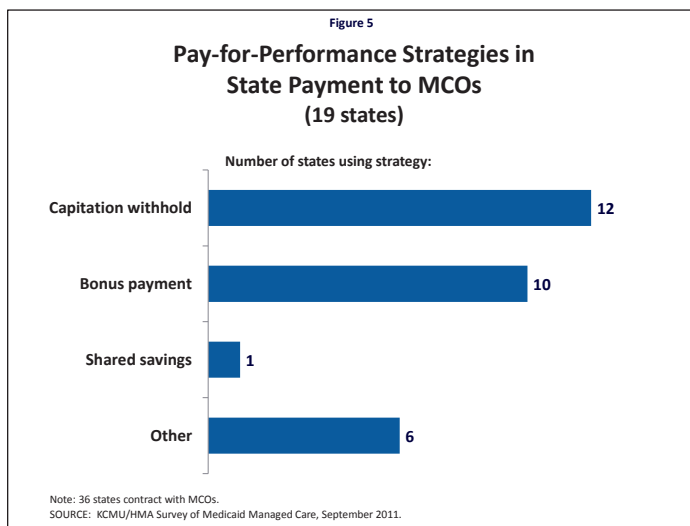 Figure 5
Pay-for-Performance Strategies in
State Payment to MCOs
(19 states)
Number of states using strategy:
Capitation withhold
12
Bonus payment
10
Shared savings
1
Other
6
Note: 36 states contract with MCOs.
SOURCE: KCMU/HMA Survey of Medicaid Managed Care, September 2011.